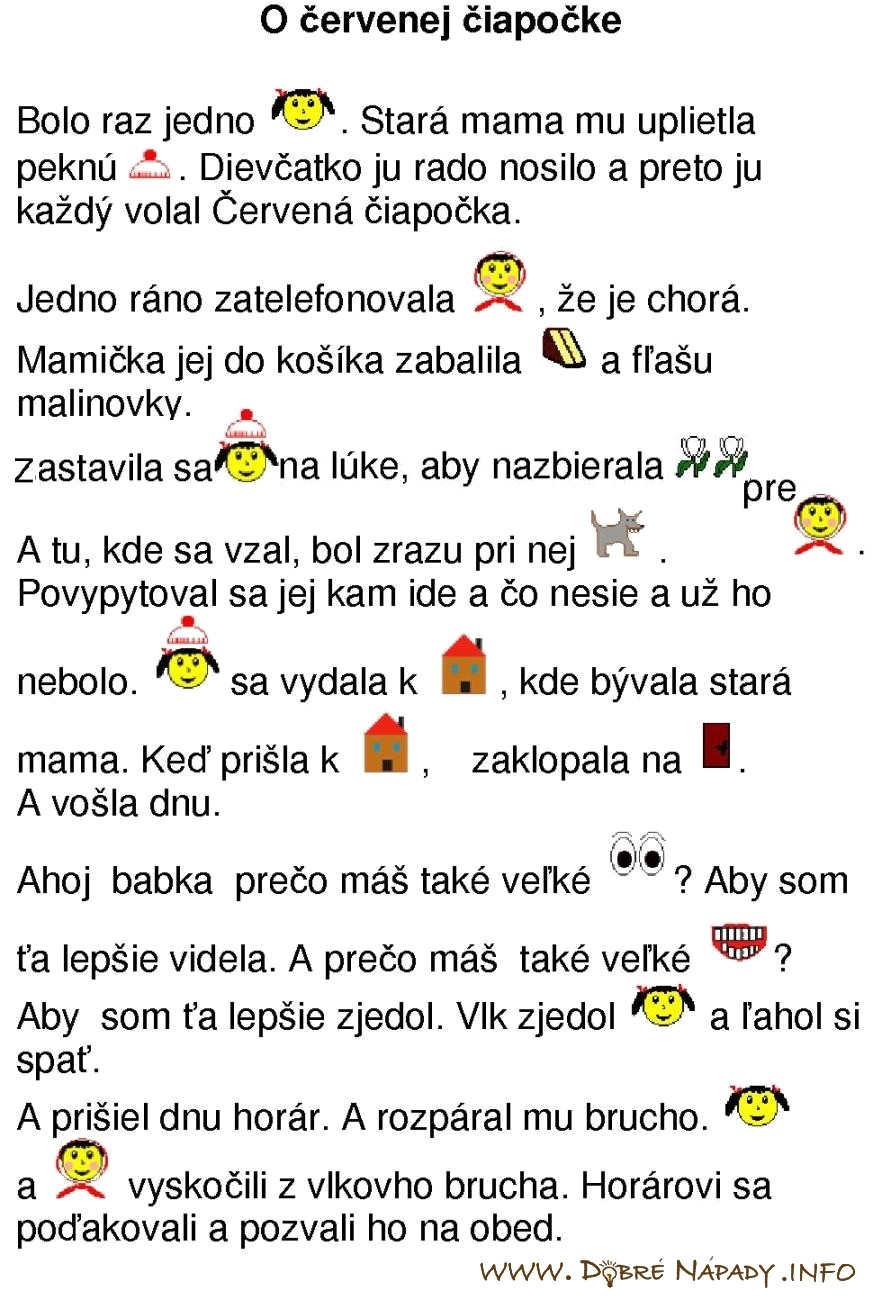 O červenej čiapočke
Bolo raz jedno . Stará mama mu uplietla
peknú . Dievčatko ju rado nosilo a preto ju
každý volal Červená čiapočka.
Jedno ráno zatelefonovala , že je chorá.
Mamička jej do košíka zabalila a fľašu
malinovky.
Zastavila sa na lúke, aby nazbierala pre .
A tu, kde sa vzal, bol zrazu pri nej .
Povypytoval sa jej kam ide a čo nesie a už ho
nebolo. sa vydala k , kde bývala stará
mama. Keď prišla k , zaklopala na .
A vošla dnu.
Ahoj babka prečo máš také veľké ? Aby som
ťa lepšie videla. A prečo máš také veľké ?
Aby som ťa lepšie zjedol. Vlk zjedol a ľahol si
spať.
A prišiel dnu horár. A rozpáral mu brucho.
a vyskočili z vlkovho brucha. Horárovi sa
poďakovali a pozvali ho na obed.
WWW.DOBRÉ NÁPADY.INFO